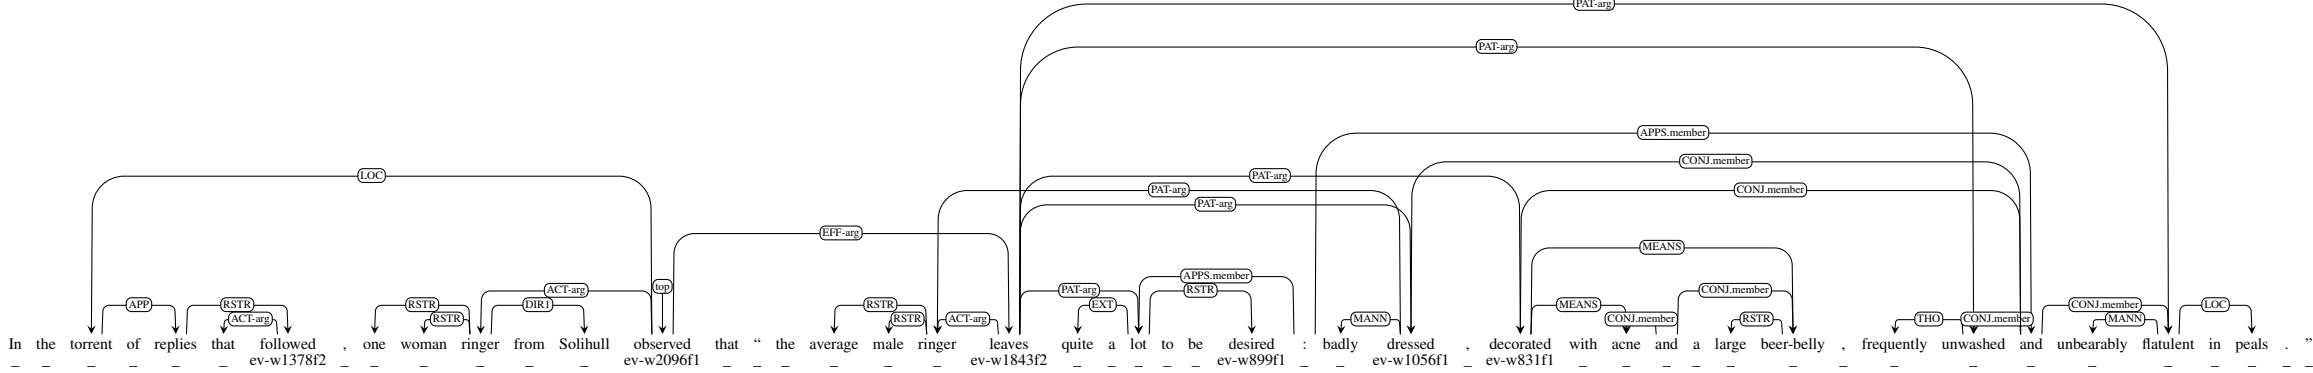 PAT-arg
PAT-arg
APPS.member
CONJ.member
LOC PAT-arg
PAT-arg CONJ.member
PAT-arg
EFF-arg
MEANS
APPS.member
top
ACT-arg PAT-arg RSTR CONJ.member
APP RSTR RSTR DIR1 RSTR EXT MEANS CONJ.member LOC
ACT-arg RSTR RSTR ACT-arg MANN CONJ.member RSTR THO CONJ.member MANN
In the torrent of replies that followed , one woman ringer from Solihull observed that “ the average male ringer leaves quite a lot to be desired : badly dressed , decorated with acne and a large beer-belly , frequently unwashed and unbearably flatulent in peals . ”
_ _ _ _ _ _ ev-w1378f2 _ _ _ _ _ _ ev-w2096f1 _ _ _ _ _ _ ev-w1843f2 _ _ _ _ _ ev-w899f1 _ _ ev-w1056f1 _ ev-w831f1 _ _ _ _ _ _ _ _ _ _ _ _ _ _ _ _